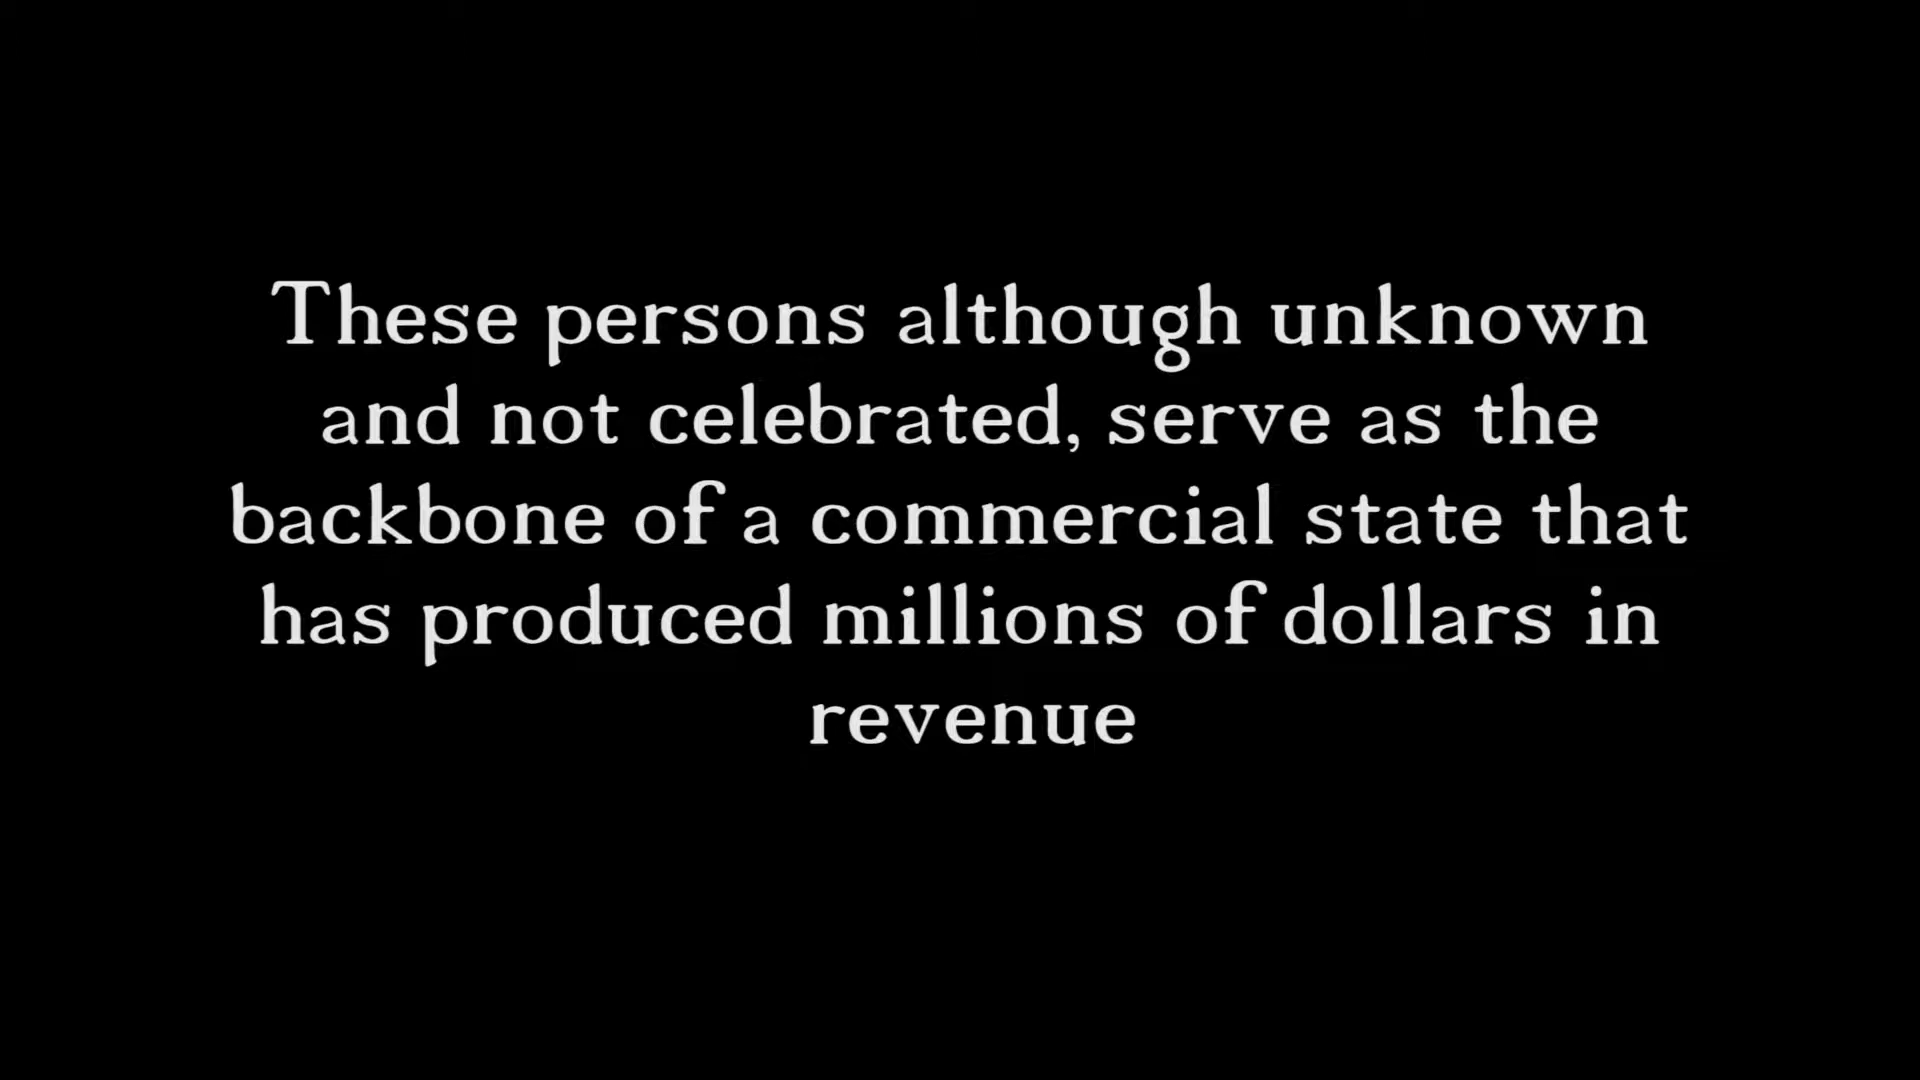 These persons although unknown
and not celebrated, serve as the
backbone of a commercial state that
has produced millions of dollars in
revenue